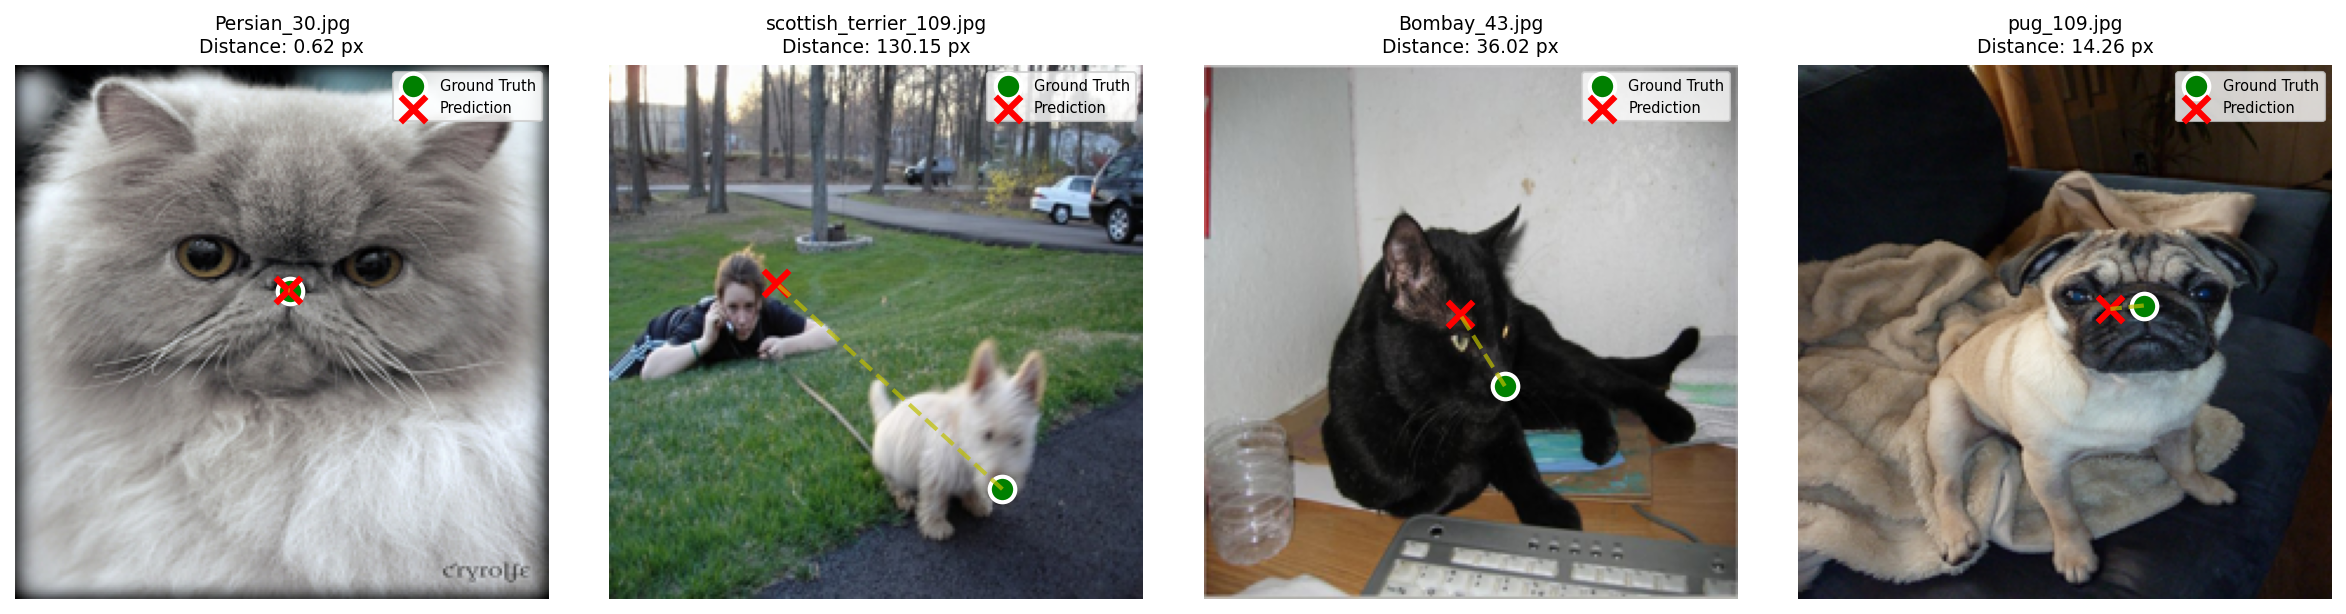 Persian_30.jpg
Distance: 0.62 px
Ground Truth
Prediction
cryrolfe
scottish_terrier_109.jpg
Distance: 130.15 px
Ground Truth
Prediction
Bombay_43.jpg
Distance: 36.02 px
Ground Truth
Prediction
pug_109.jpg
Distance: 14.26 px
Ground Truth
Prediction